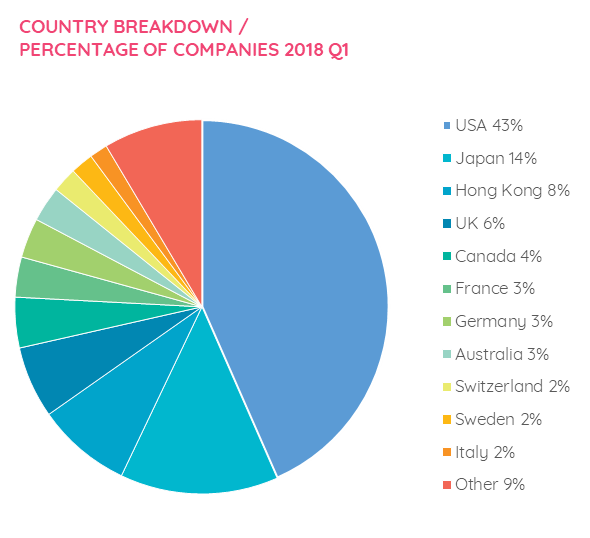 COUNTRY BREAKDOWN /
PERCENTAGE OF COMPANIES 2018 Q1
USA 43%
Japan 14%
Hong Kong 8%
UK 6%
Canada 4%
France 3%
Germany 3%
Australia 3%
Switzerland 2%
Sweden 2%
Italy 2%
Other 9%